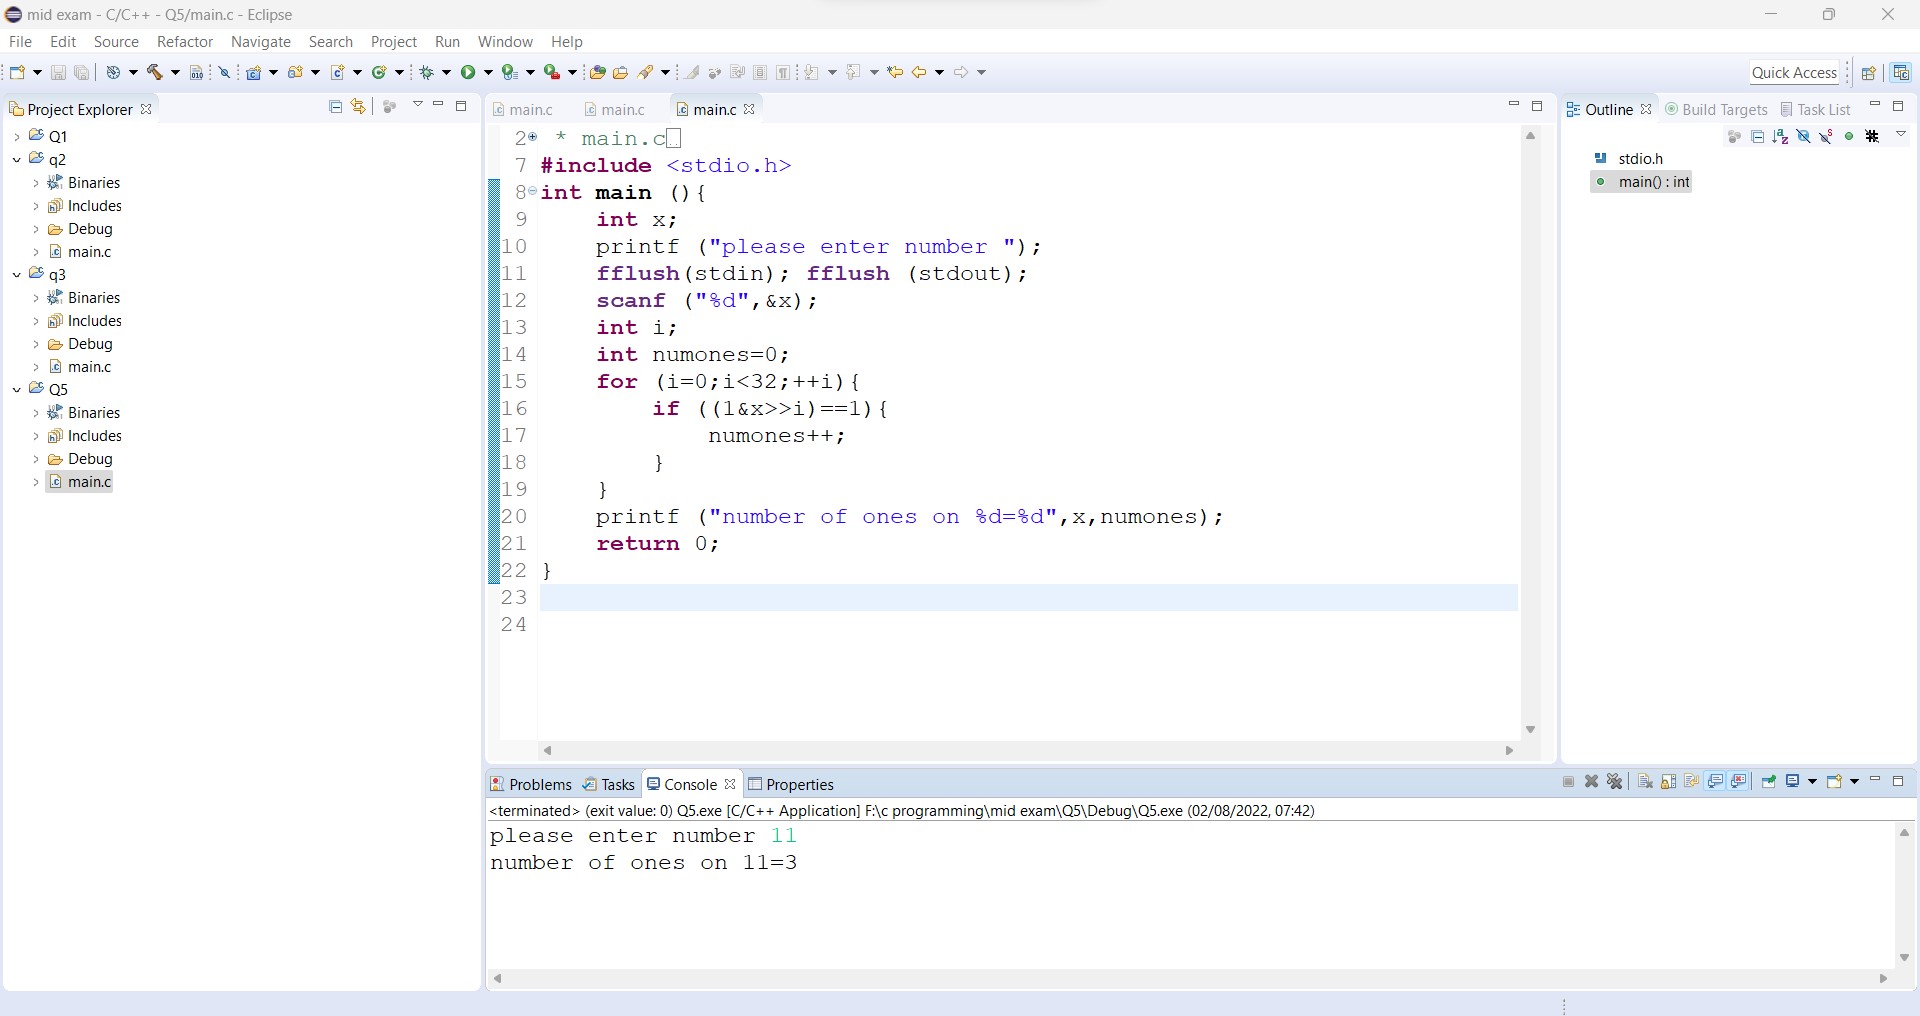 mid exam - C/C++ - Q5/main.c - Eclipse
File Edit Source Refactor Navigate Search Project Run Window Help
Quick Access
Project Explorer
Q1
q2
Binaries
Includes
Debug
main.c
q3
Binaries
Includes
Debug
main.c
Q5
Binaries
Includes
Debug
main.c
main.c main.c main.c
2 * main.c
7 #include <stdio.h>
8 int main (){
9 int x;
10 printf ("please enter number ");
11 fflush(stdin); fflush (stdout);
12 scanf ("%d",&x);
13 int i;
14 int numones=0;
15 for (i=0;i<32;++i){
16 if ((1&x>>i)==1){
17 numones++;
18 }
19 }
20 printf ("number of ones on %d=%d",x,numones);
21 return 0;
22 }
23
24
Outline Build Targets Task List
stdio.h
main() : int
Problems Tasks Console Properties
<terminated> (exit value: 0) Q5.exe [C/C++ Application] F:\c programming\mid exam\Q5\Debug\Q5.exe (02/08/2022, 07:42)
please enter number 11
number of ones on 11=3